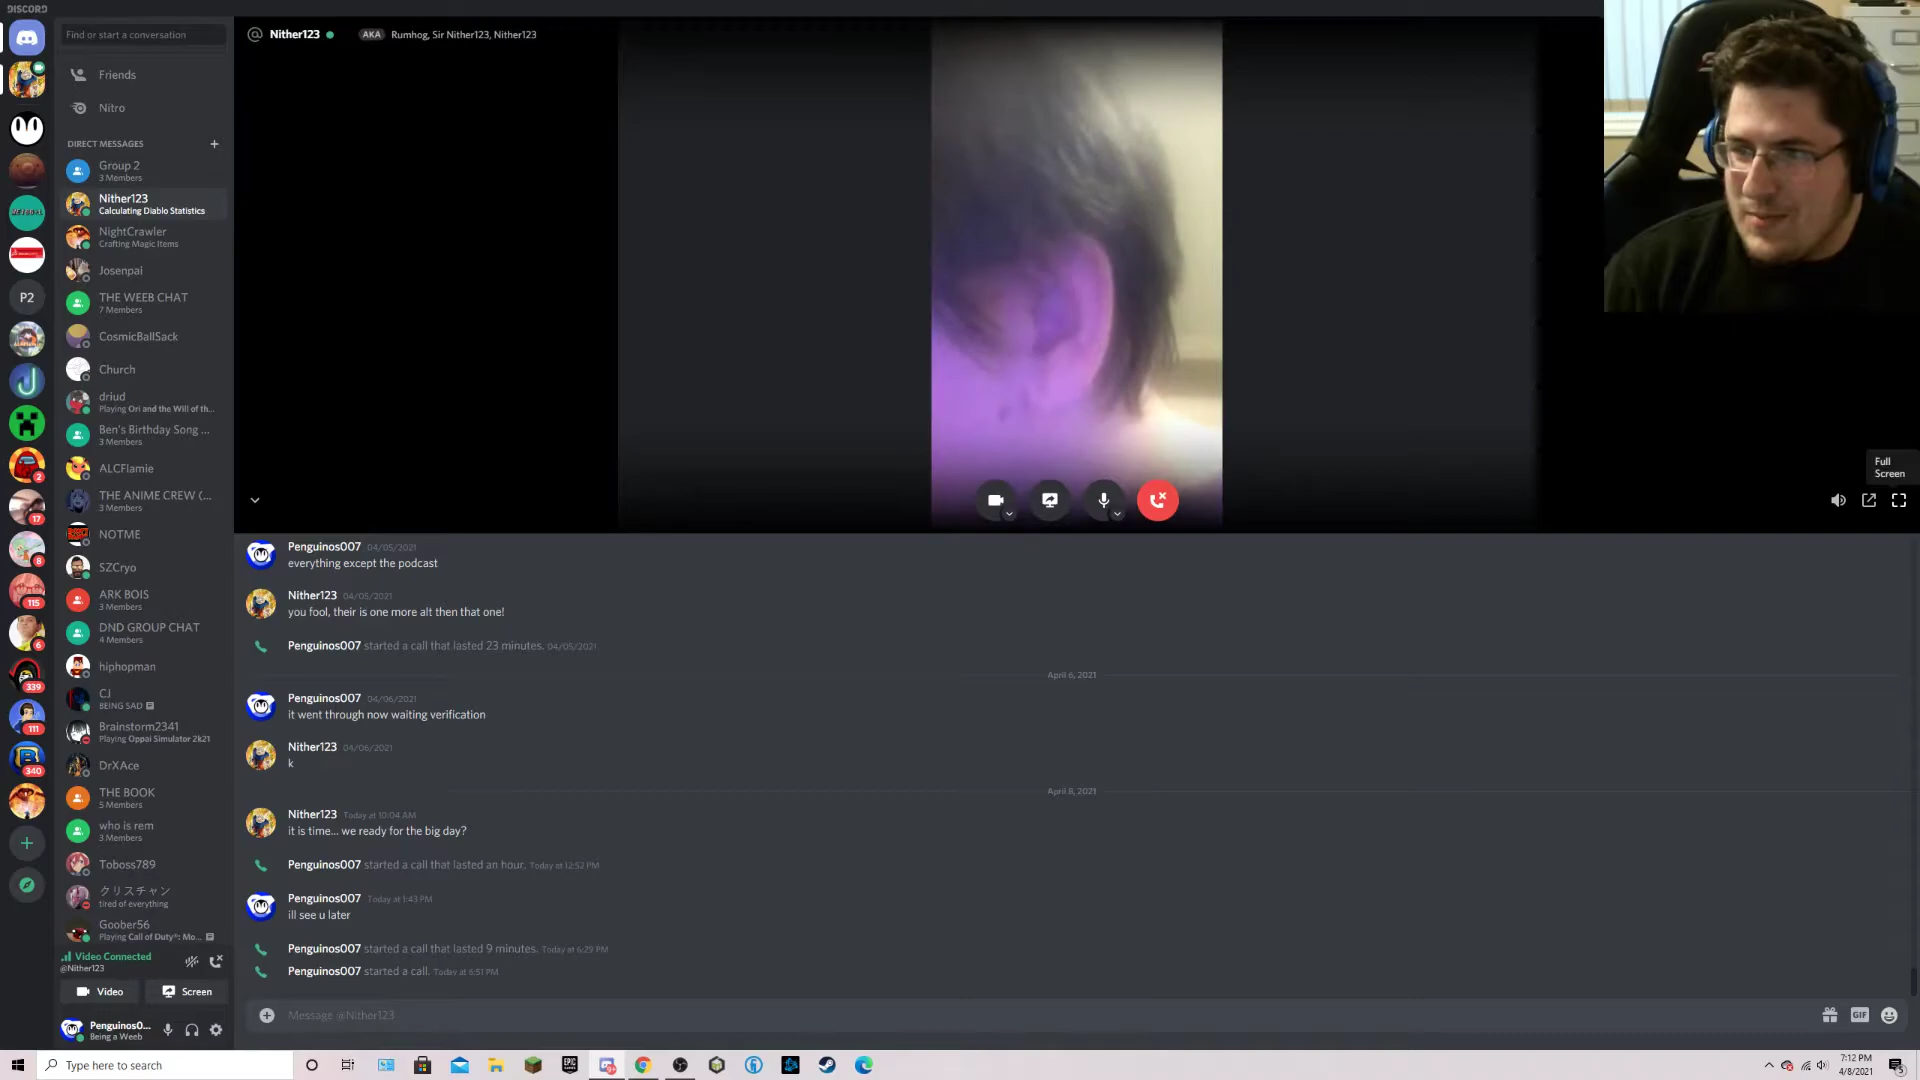 DISCORD
Find or start a conversation
Friends
Nitro
DIRECT MESSAGES
Group 2
3 Members
Nither123
Calculating Diablo Statistics
NightCrawler
Crafting Magic Items
Josenpai
THE WEEB CHAT
7 Members
CosmicBallSack
Church
driud
Playing Ori and the Will of th...
Ben's Birthday Song ...
3 Members
ALCFlamie
THE ANIME CREW (...
3 Members
NOTME
SZCryo
ARK BOIS
3 Members
DND GROUP CHAT
4 Members
hiphopman
CJ
BEING SAD
Brainstorm2341
Playing Oppai Simulator 2k21
DrXAce
THE BOOK
5 Members
who is rem
3 Members
Toboss789
クリスチャン
tired of everything
Goober56
Playing Call of Duty®: Mo...
Video Connected
@Nither123
Video
Screen
Penguinos0...
Being a Weeb
P2
2
17
8
115
6
339
111
340
Nither123
AKA
Rumhog, Sir Nither123, Nither123
Full
Screen
Penguinos007 04/05/2021
everything except the podcast
Nither123 04/05/2021
you fool, their is one more alt then that one!
Penguinos007 started a call that lasted 23 minutes. 04/05/2021
April 6, 2021
Penguinos007 04/06/2021
it went through now waiting verification
Nither123 04/06/2021
k
April 8, 2021
Nither123 Today at 10:04 AM
it is time... we ready for the big day?
Penguinos007 started a call that lasted an hour. Today at 12:52 PM
Penguinos007 Today at 1:43 PM
ill see u later
Penguinos007 started a call that lasted 9 minutes. Today at 6:29 PM
Penguinos007 started a call. Today at 6:51 PM
Message @Nither123
GIF
Type here to search
7:12 PM
4/8/2021